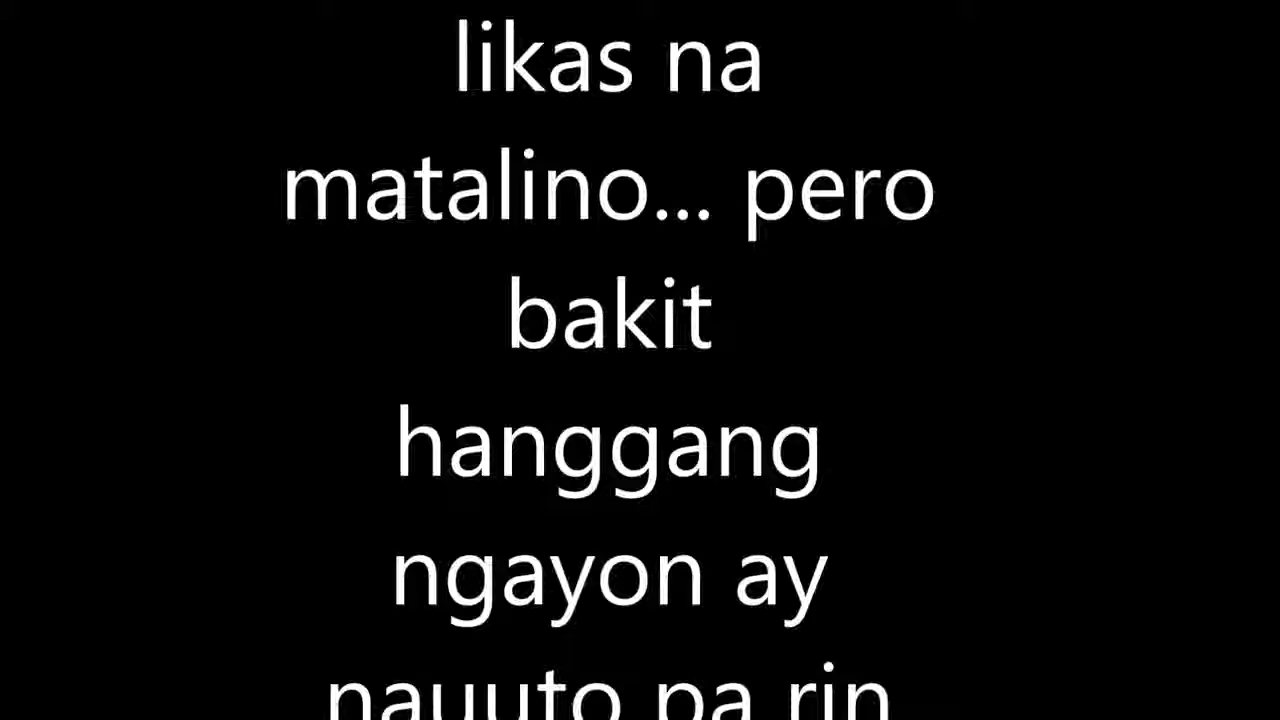 likas na
matalino... pero
bakit
hanggang
ngayon ay
nauuto pa rin